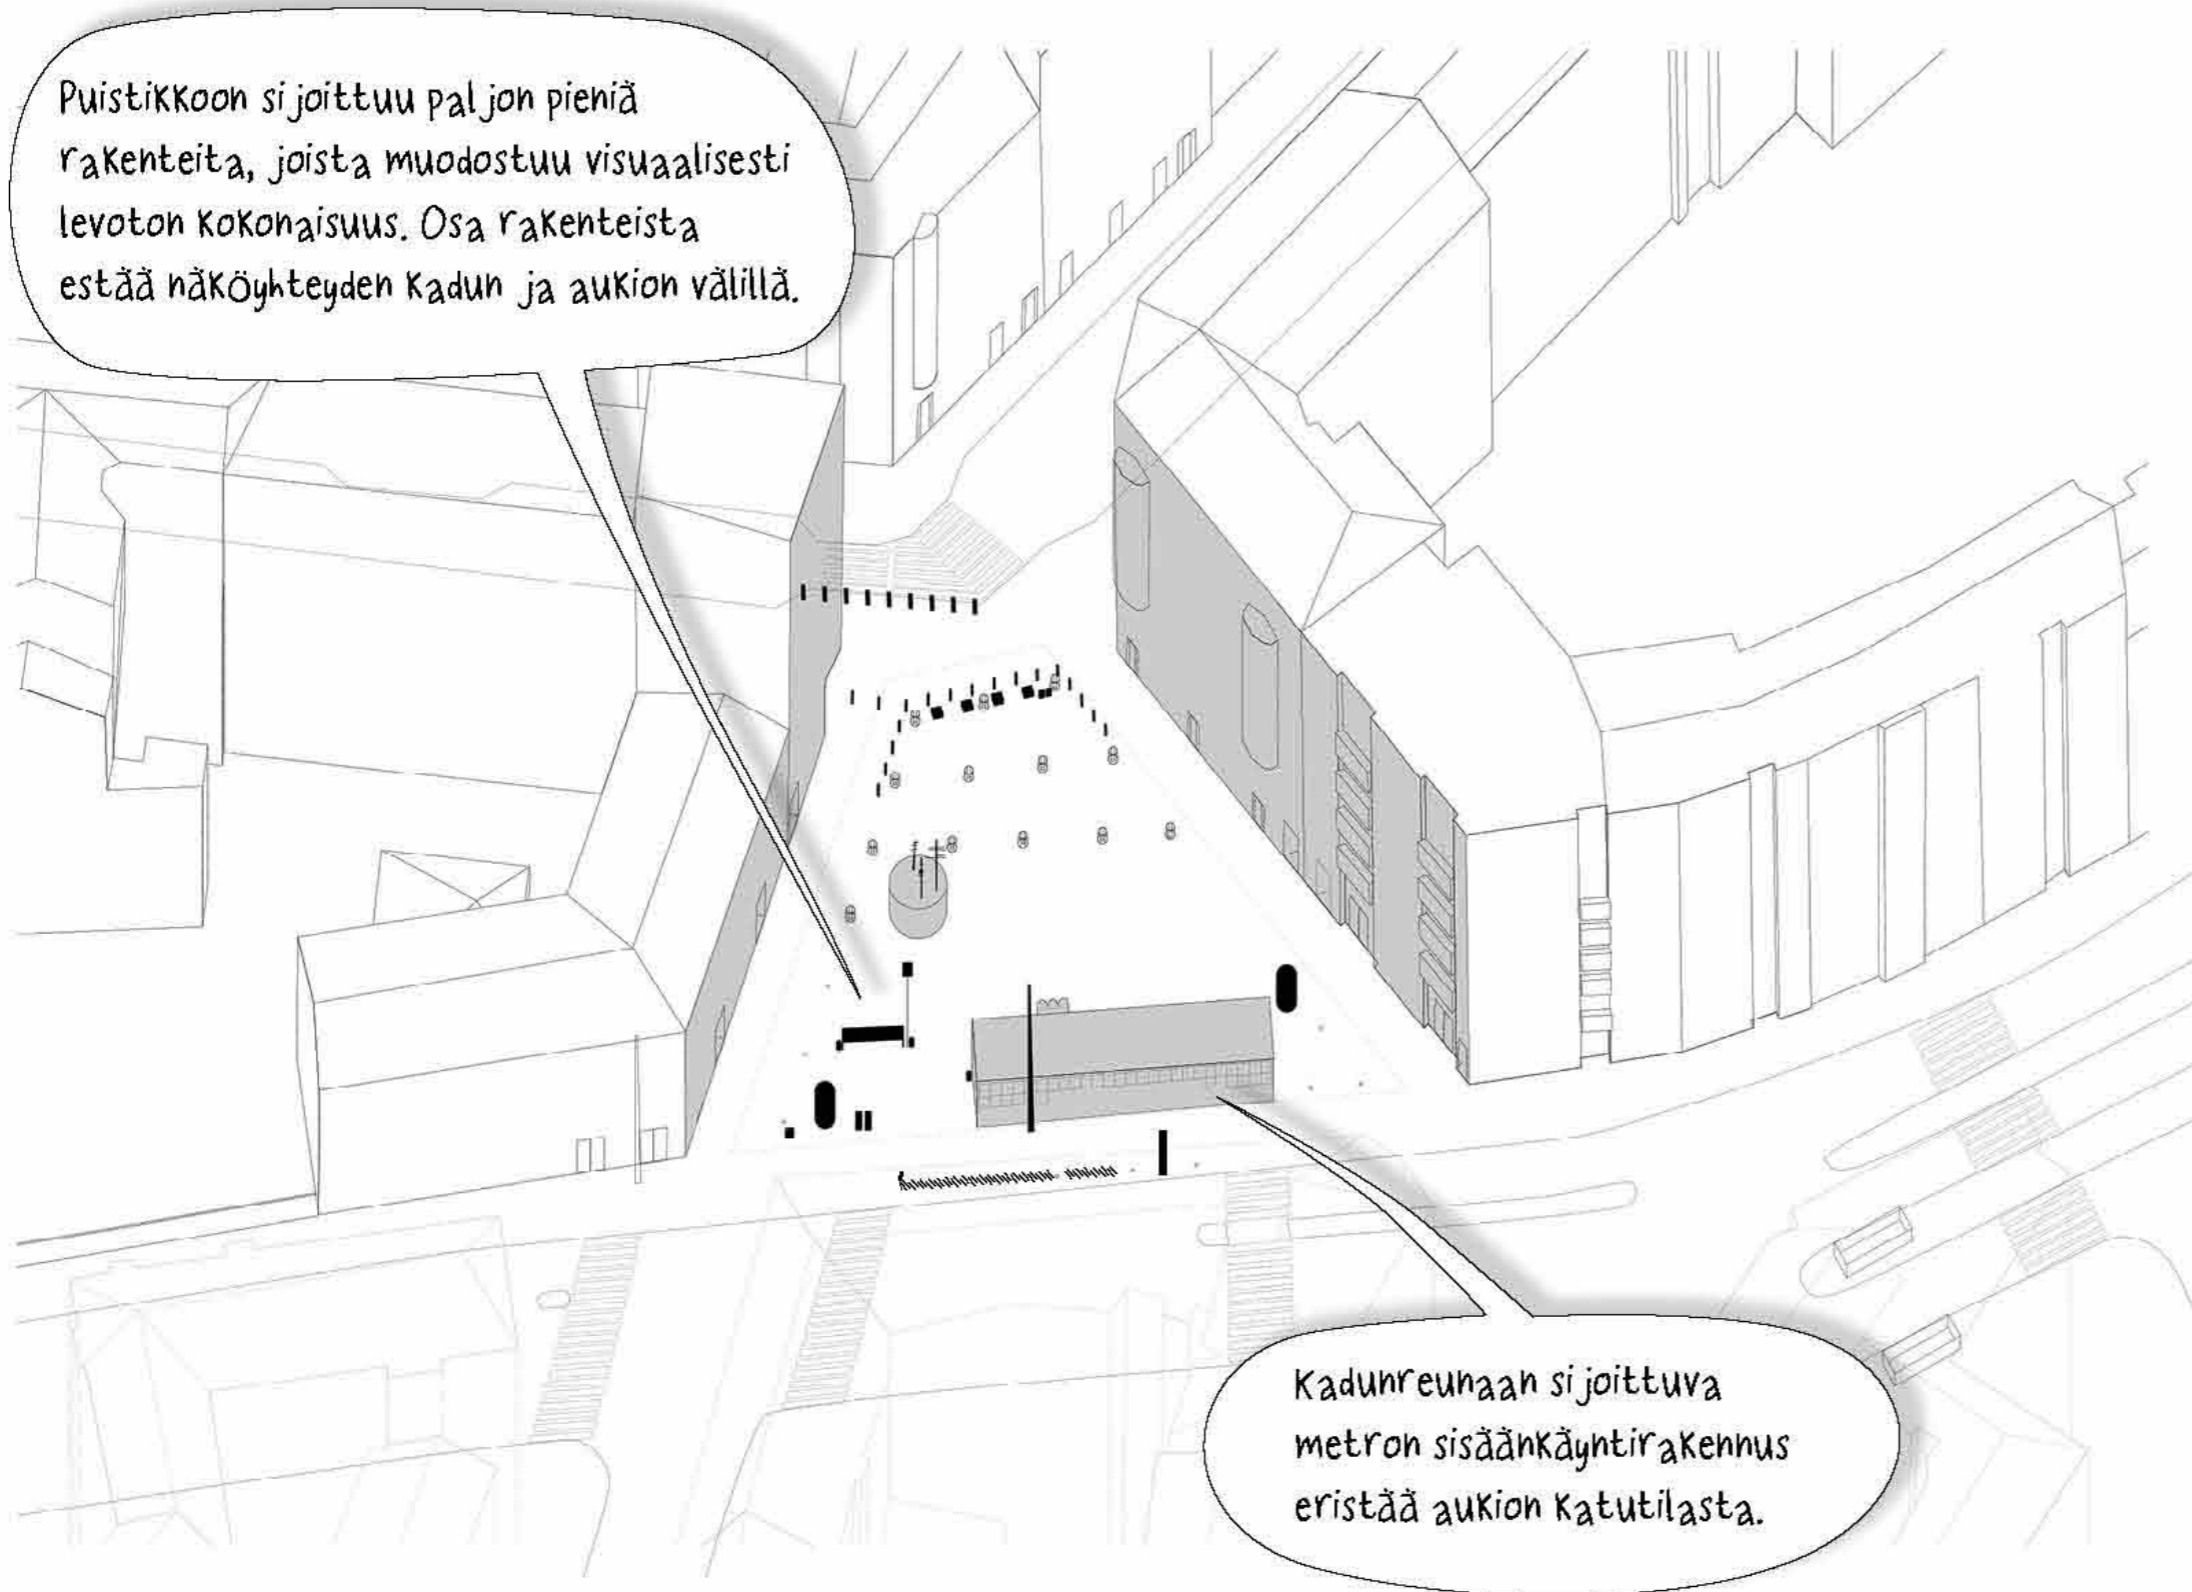 Puistikkoon sijoittuu paljon pieniä
rakenteita, joista muodostuu visuaalisesti
levoton kokonaisuus. Osa rakenteista
estää näköyhteyden kadun ja aukion välillä.
Kadunreunaan sijoittuva
metron sisäänkäyntirakennus
eristää aukion katutilasta.